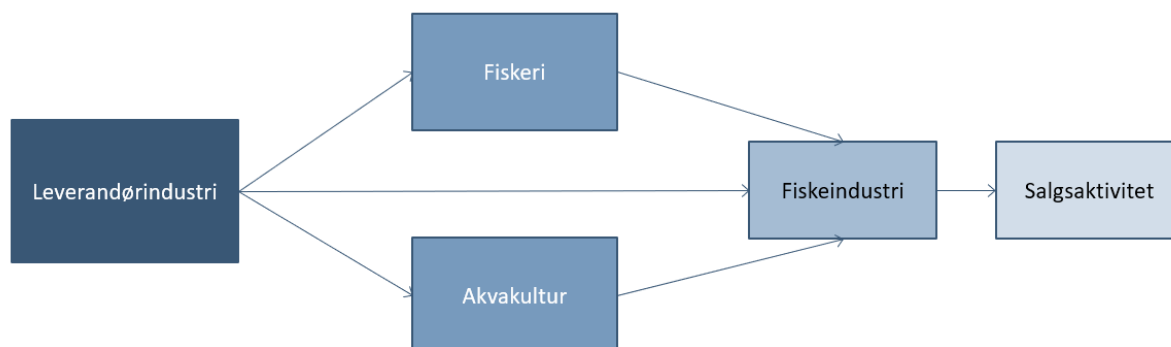 Fiskeri
Leverandørindustri
Fiskeindustri
Salgsaktivitet
Akvakultur